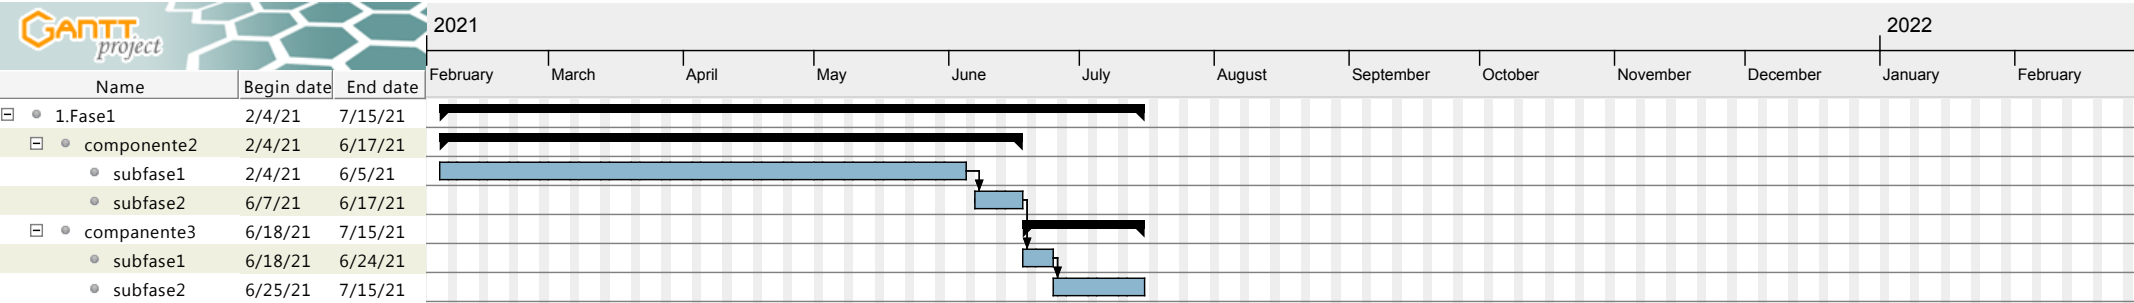 GANTT
project
2021 2022
February March April May June July August September October November December January February
Name Begin date End date
1.Fase1 2/4/21 7/15/21
componente2 2/4/21 6/17/21
subfase1 2/4/21 6/5/21
subfase2 6/7/21 6/17/21
companente3 6/18/21 7/15/21
subfase1 6/18/21 6/24/21
subfase2 6/25/21 7/15/21